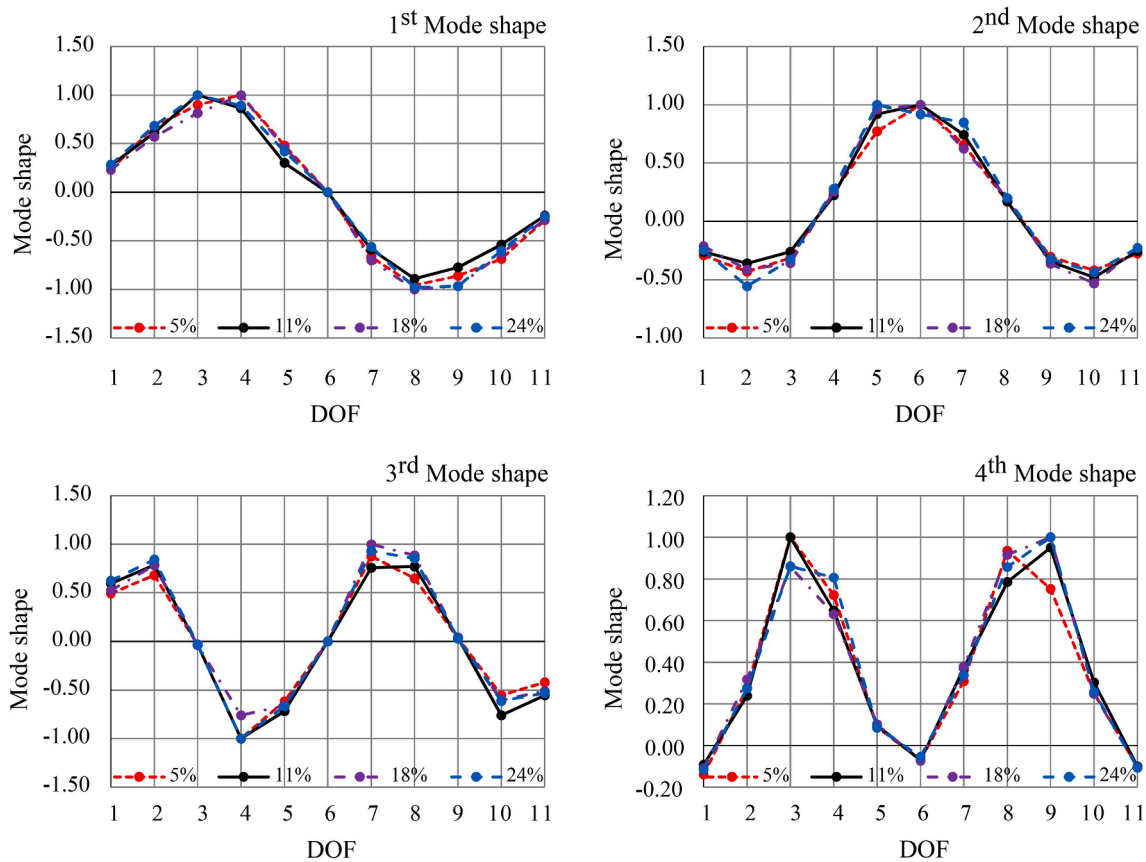 1st Mode shape
1.50
1.00
0.50
0.00
-0.50
-1.00
-1.50
Mode shape
5% 11% 18% 24%
1 2 3 4 5 6 7 8 9 10 11
DOF
2nd Mode shape
1.50
1.00
0.50
0.00
-0.50
-1.00
Mode shape
5% 11% 18% 24%
1 2 3 4 5 6 7 8 9 10 11
DOF
3rd Mode shape
1.50
1.00
0.50
0.00
-0.50
-1.00
-1.50
Mode shape
5% 11% 18% 24%
1 2 3 4 5 6 7 8 9 10 11
DOF
4th Mode shape
1.20
1.00
0.80
0.60
0.40
0.20
0.00
-0.20
Mode shape
5% 11% 18% 24%
1 2 3 4 5 6 7 8 9 10 11
DOF